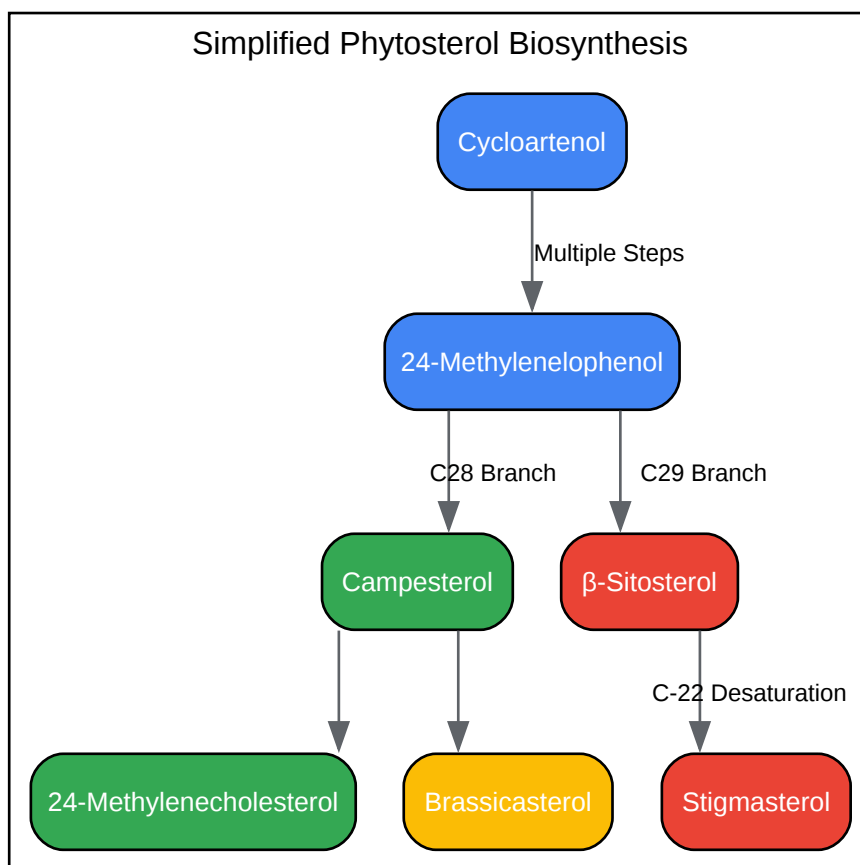 Simplified Phytosterol Biosynthesis
Cycloartenol
Multiple Steps
24-Methylenelophenol
C28 Branch
C29 Branch
Campesterol
β-Sitosterol
C-22 Desaturation
24-Methylenecholesterol
Brassicasterol
Stigmasterol